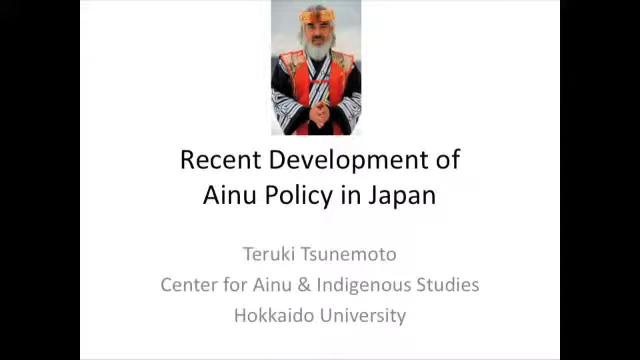 Recent Development of
Ainu Policy in Japan
Teruki Tsunemoto
Center for Ainu & Indigenous Studies
Hokkaido University